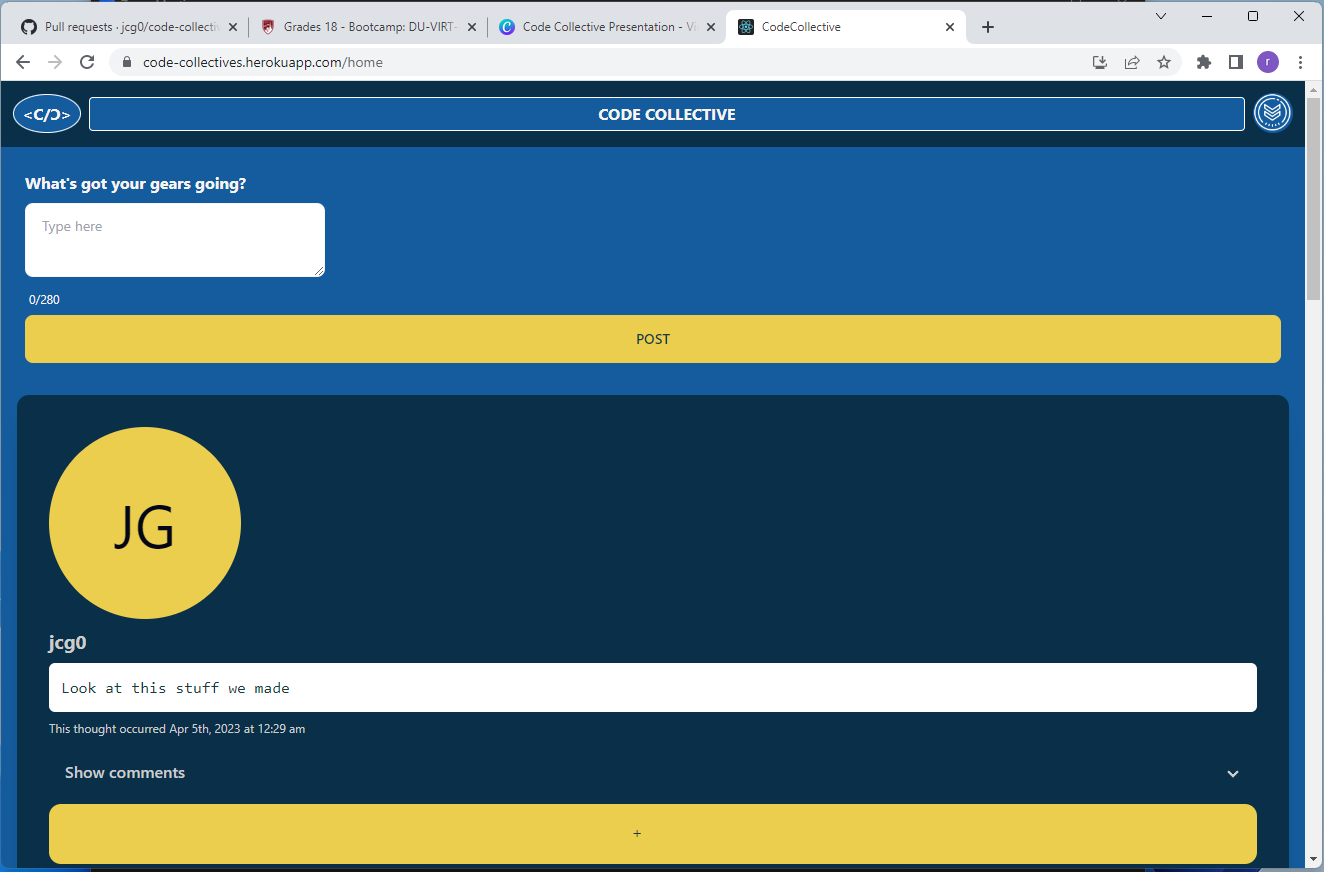 Pull requests · jcg0/code-collecti
Grades 18 - Bootcamp: DU-VIRT-
Code Collective Presentation - Vi
CodeCollective
code-collectives.herokuapp.com/home
r
<C/Ɔ>
CODE COLLECTIVE
What's got your gears going?
Type here
0/280
POST
JG
jcg0
Look at this stuff we made
This thought occurred Apr 5th, 2023 at 12:29 am
Show comments
+